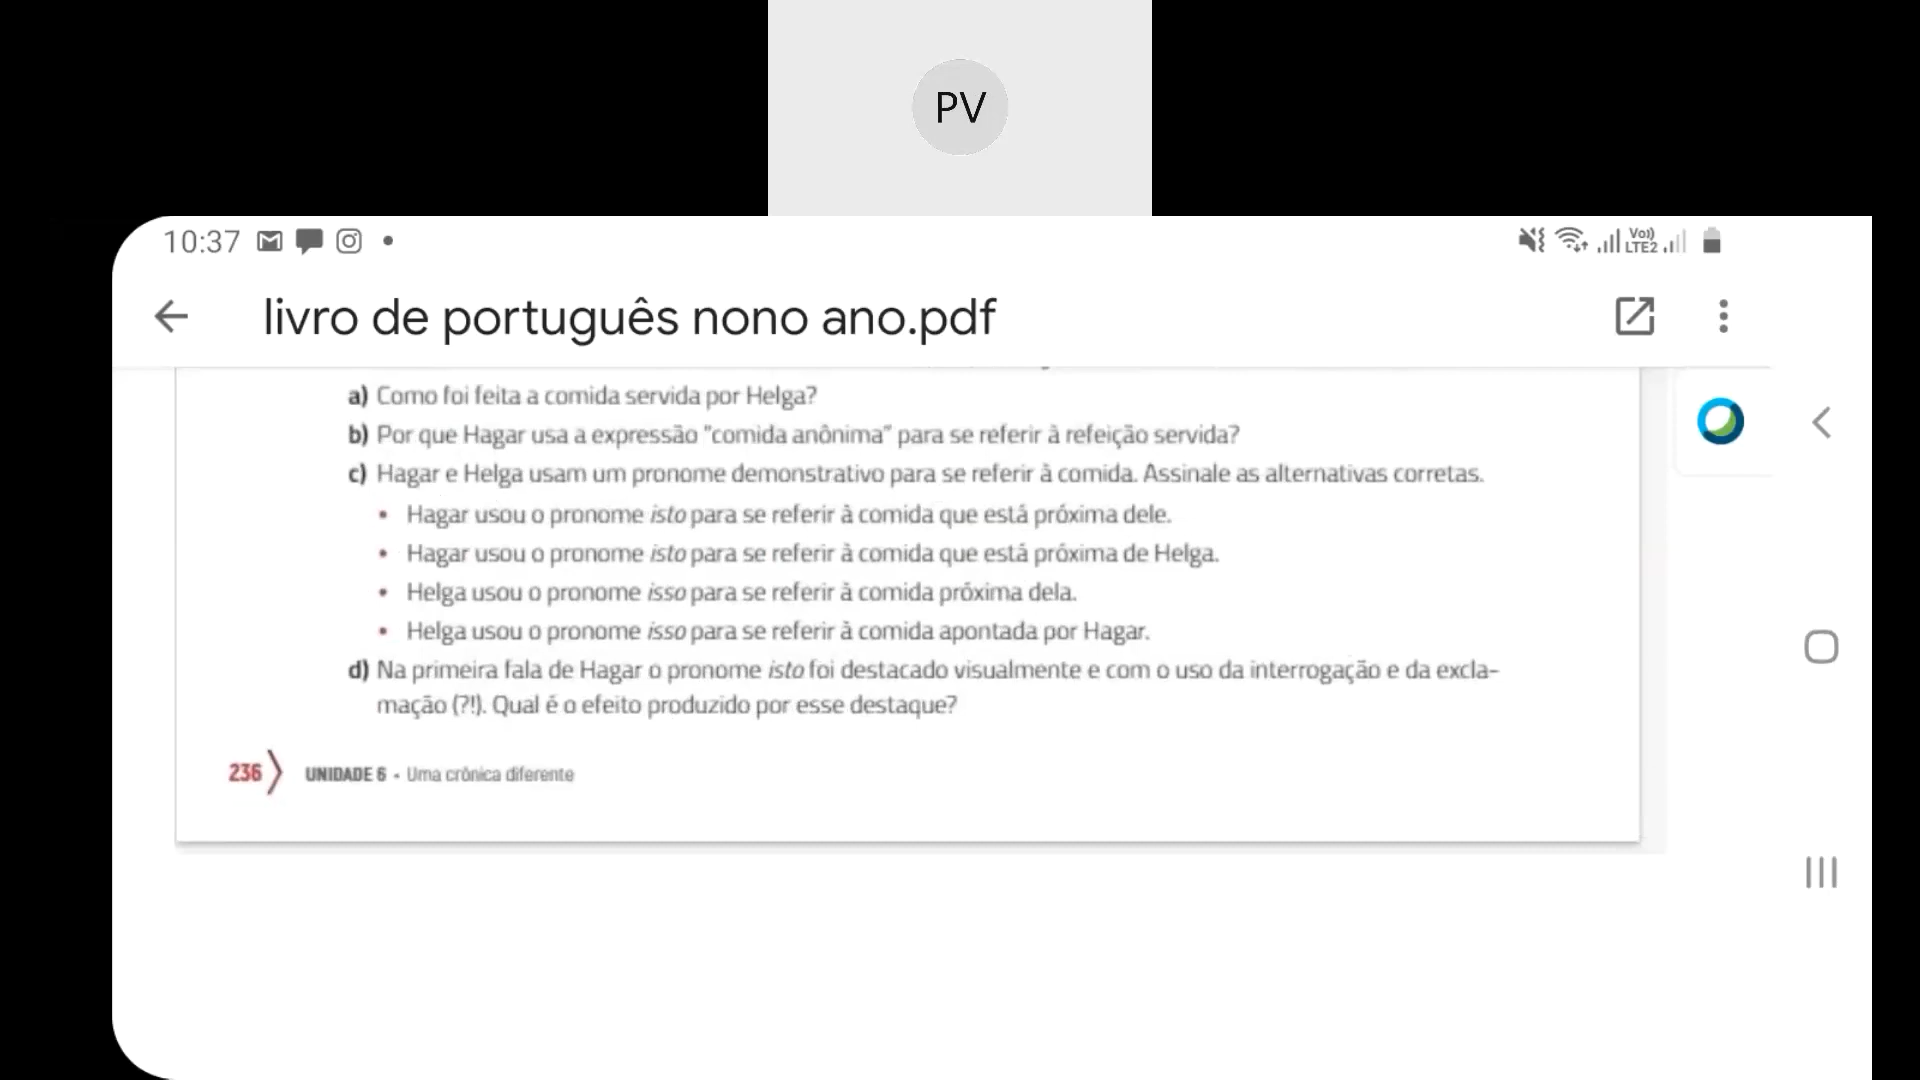 PV
10:37
Vo))
LTE2
livro de português nono ano.pdf
a) Como foi feita a comida servida por Helga?
b) Por que Hagar usa a expressão "comida anônima" para se referir à refeição servida?
c) Hagar e Helga usam um pronome demonstrativo para se referir à comida. Assinale as alternativas corretas.
• Hagar usou o pronome isto para se referir à comida que está próxima dele.
• Hagar usou o pronome isto para se referir à comida que está próxima de Helga.
• Helga usou o pronome isso para se referir à comida próxima dela.
• Helga usou o pronome isso para se referir à comida apontada por Hagar.
d) Na primeira fala de Hagar o pronome isto foi destacado visualmente e com o uso da interrogação e da excla-
mação (?!). Qual é o efeito produzido por esse destaque?
236 UNIDADE 6 - Uma crônica diferente